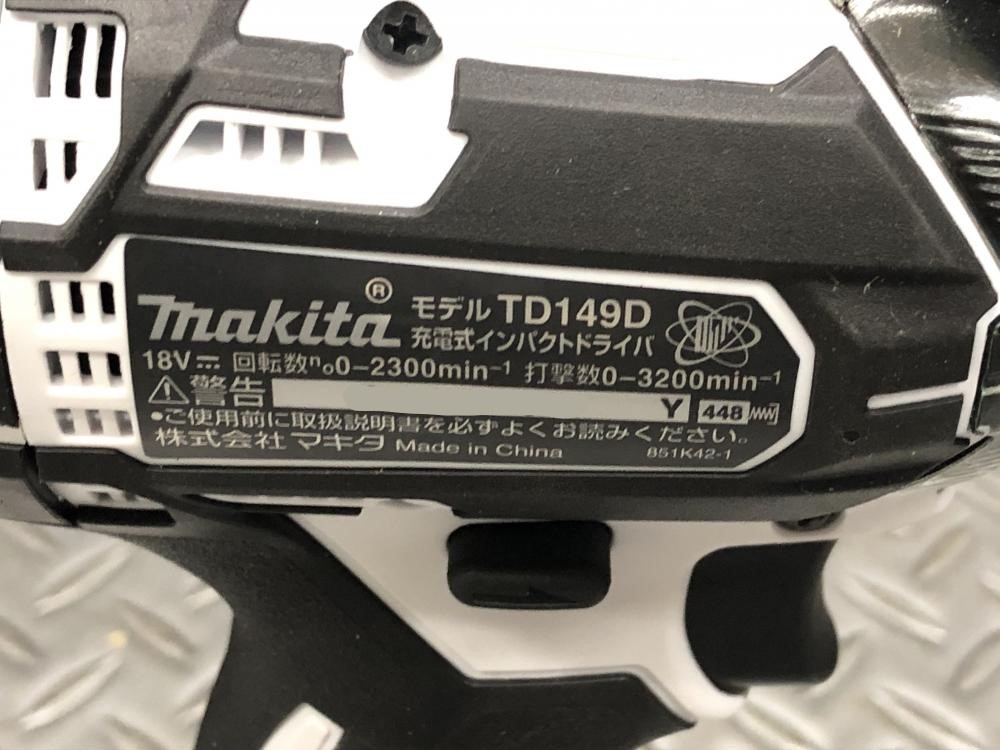 makita® モデル TD149D
充電式インパクトドライバ
18V⎓ 回転数n₀0-2300min⁻¹ 打撃数0-3200min⁻¹
⚠警告 Y 448
•ご使用前に取扱説明書を必ずよくお読みください。
株式会社 マキタ Made in China 851K42-1